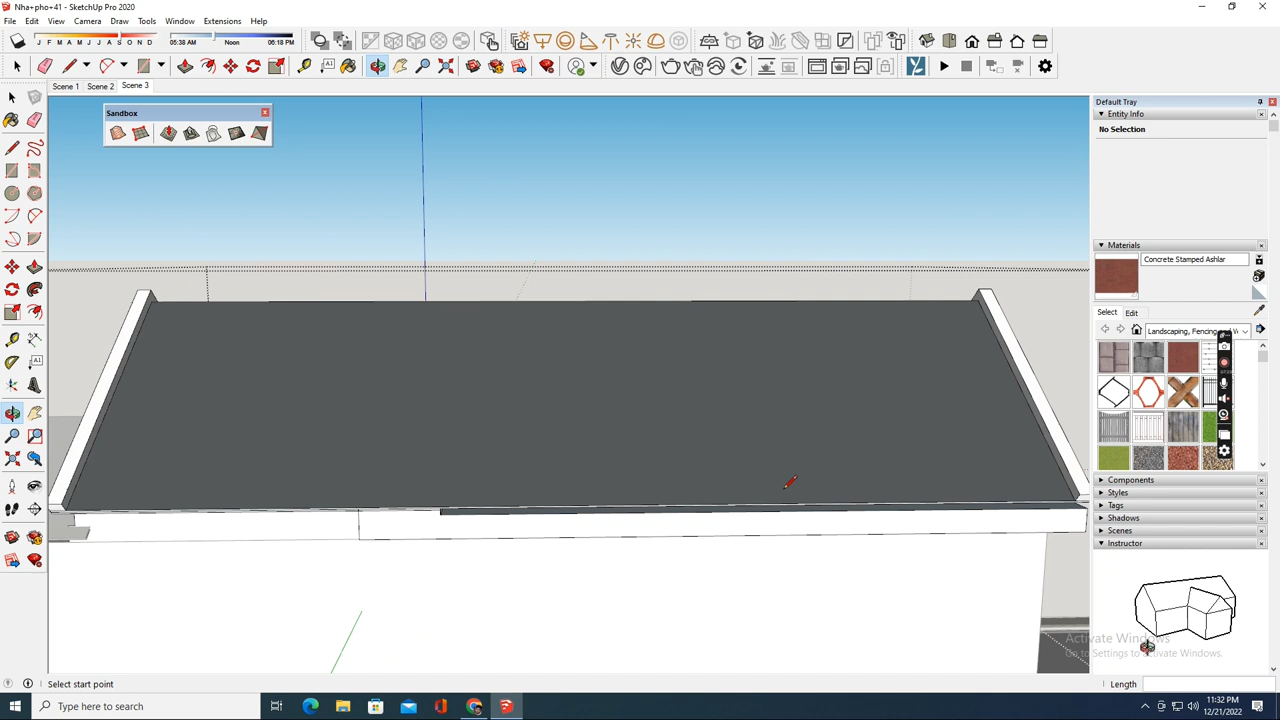 Nha+pho+41 - SketchUp Pro 2020
File Edit View Camera Draw Tools Window Extensions Help
J F M A M J J A S O N D 05:38 AM Noon 06:18 PM
Scene 1 Scene 2 Scene 3
Sandbox
Default Tray
Entity Info
No Selection
Materials
Concrete Stamped Ashlar
Select Edit
Landscaping, Fencing and
Components
Styles
Tags
Shadows
Scenes
Instructor
Activate Windows
Go to Settings to activate Windows.
Select start point
Length
Type here to search
11:32 PM
12/21/2022